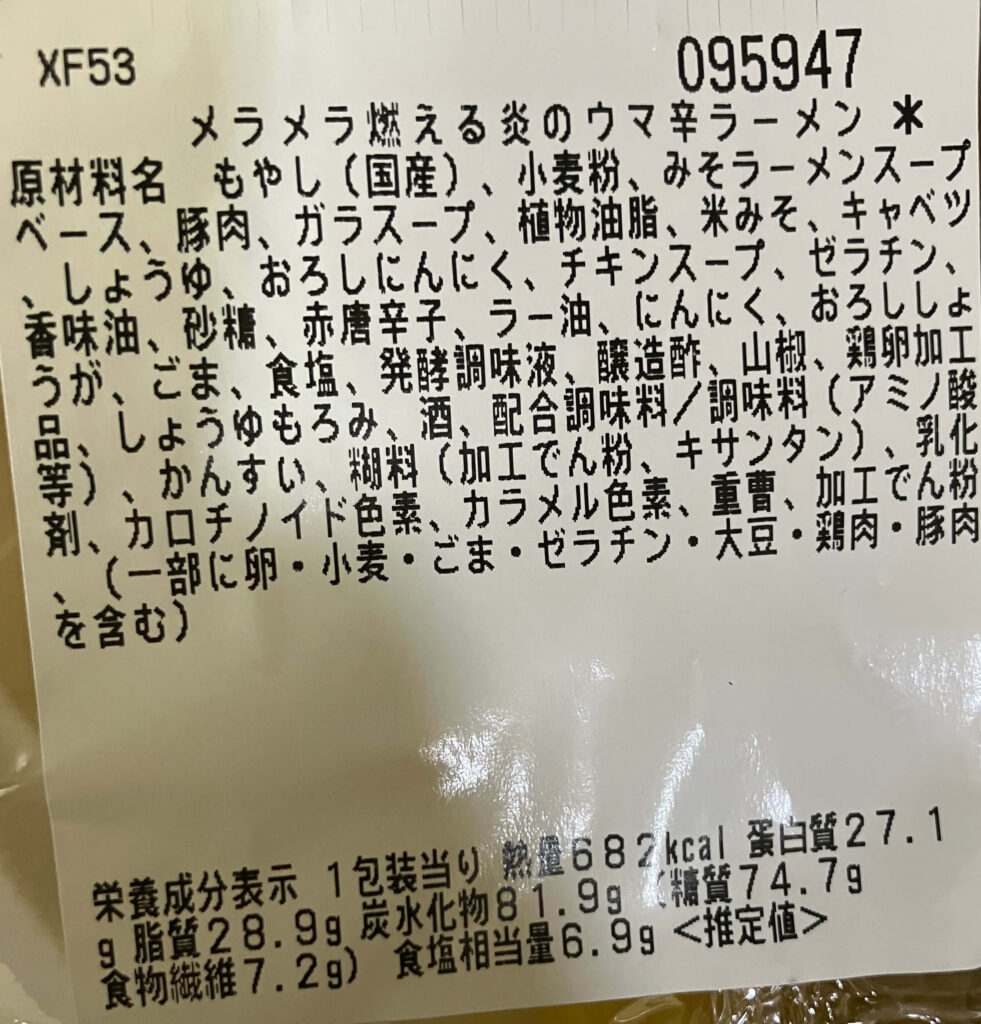 XF53 095947
メラメラ燃える炎のウマ辛ラーメン *
原材料名 もやし(国産)、小麦粉、みそラーメンスープ
ベース、豚肉、ガラスープ、植物油脂、米みそ、キャベツ
、しょうゆ、おろしにんにく、チキンスープ、ゼラチン、
香味油、砂糖、赤唐辛子、ラー油、にんにく、おろししょ
うが、ごま、食塩、発酵調味液、醸造酢、山椒、鶏卵加工
品、しょうゆもろみ、酒、配合調味料/調味料(アミノ酸
等)、かんすい、糊料(加工でん粉、キサンタン)、乳化
剤、カロチノイド色素、カラメル色素、重曹、加工でん粉
、(一部に卵・小麦・ごま・ゼラチン・大豆・鶏肉・豚肉
を含む)
栄養成分表示 1包装当り 熱量682kcal 蛋白質27.1
g 脂質28.9g 炭水化物81.9g (糖質74.7g
食物繊維7.2g) 食塩相当量6.9g <推定値>